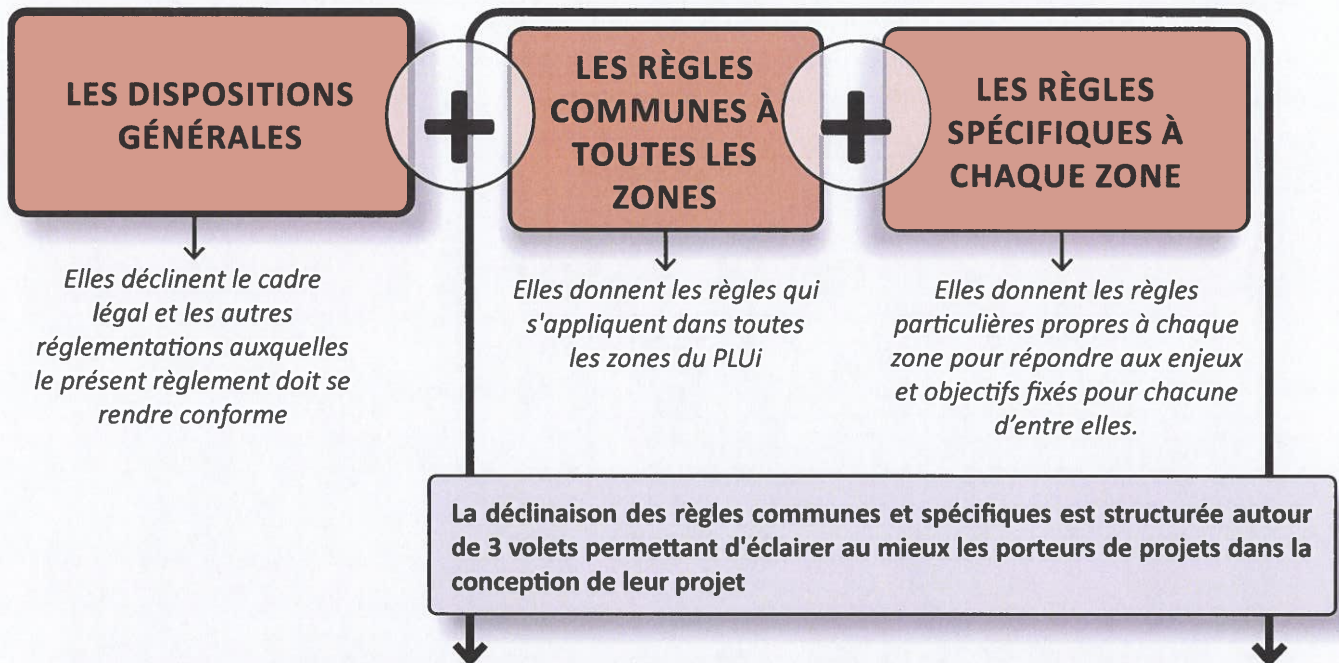 LES DISPOSITIONS
GÉNÉRALES
+
LES RÈGLES
COMMUNES À
TOUTES LES
ZONES
+
LES RÈGLES
SPÉCIFIQUES À
CHAQUE ZONE
Elles déclinent le cadre
légal et les autres
réglementations auxquelles
le présent règlement doit se
rendre conforme
Elles donnent les règles qui
s'appliquent dans toutes
les zones du PLUi
Elles donnent les règles
particulières propres à chaque
zone pour répondre aux enjeux
et objectifs fixés pour chacune
d'entre elles.
La déclinaison des règles communes et spécifiques est structurée autour
de 3 volets permettant d'éclairer au mieux les porteurs de projets dans la
conception de leur projet